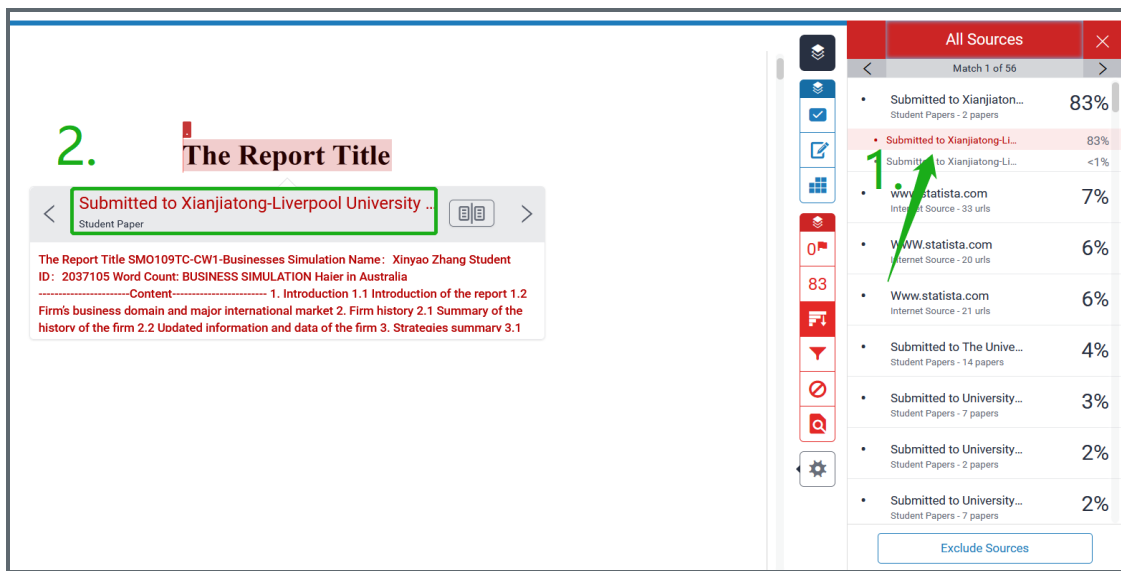 All Sources
Match 1 of 56
2.
.
The Report Title
Submitted to Xianjiatong-Liverpool University ...
Student Paper
The Report Title SMO109TC-CW1-Businesses Simulation Name: Xinyao Zhang Student
ID: 2037105 Word Count: BUSINESS SIMULATION Haier in Australia
-----------------------Content----------------------- 1. Introduction 1.1 Introduction of the report 1.2
Firm's business domain and major international market 2. Firm history 2.1 Summary of the
history of the firm 2.2 Updated information and data of the firm 3. Strategies summary 3.1
0
83
Submitted to Xianjiaton... 83%
Student Papers - 2 papers
Submitted to Xianjiatong-Li... 83%
Submitted to Xianjiatong-Li... <1%
1.
www.statista.com 7%
Internet Source - 33 urls
WWW.statista.com 6%
Internet Source - 20 urls
Www.statista.com 6%
Internet Source - 21 urls
Submitted to The Unive... 4%
Student Papers - 14 papers
Submitted to University... 3%
Student Papers - 7 papers
Submitted to University... 2%
Student Papers - 2 papers
Submitted to University... 2%
Student Papers - 7 papers
Exclude Sources